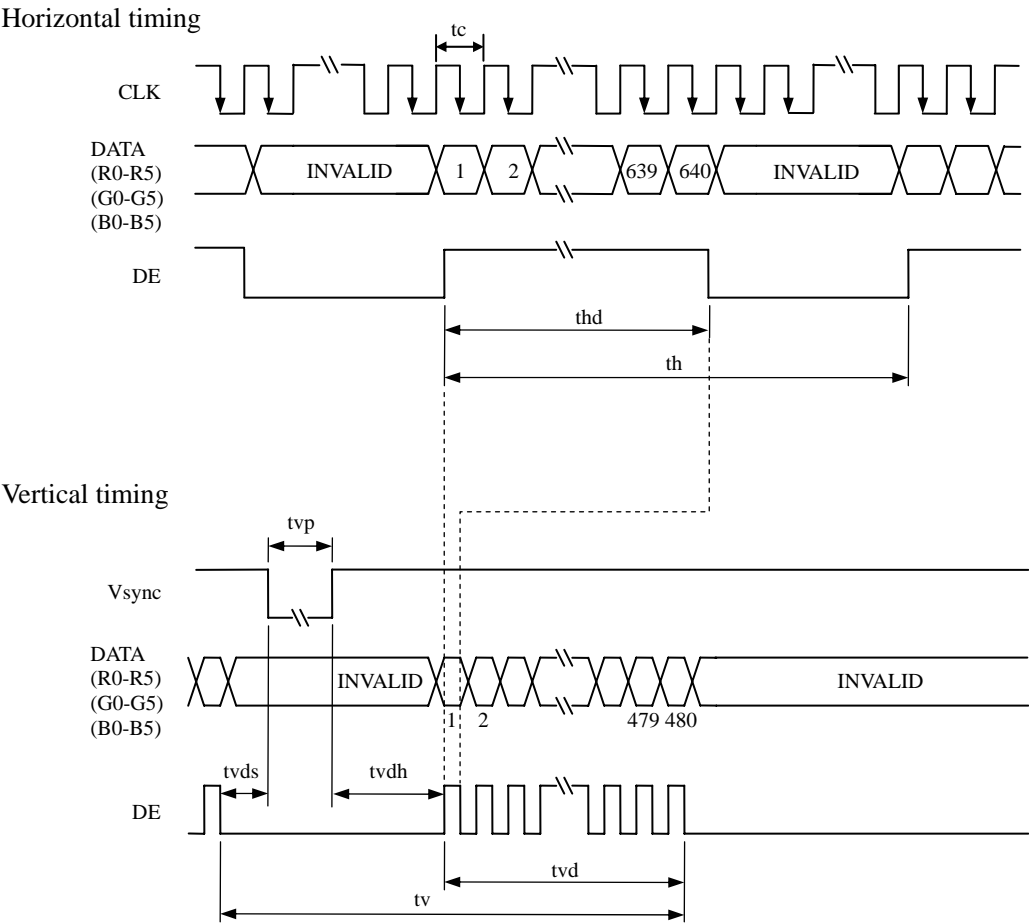 Horizontal timing
tc
CLK
DATA
(R0-R5)
(G0-G5)
(B0-B5)
INVALID 1 2 639 640 INVALID
DE
thd
th
Vertical timing
tvp
Vsync
DATA
(R0-R5)
(G0-G5)
(B0-B5)
INVALID INVALID
1 2 479 480
tvds tvdh
DE
tvd
tv